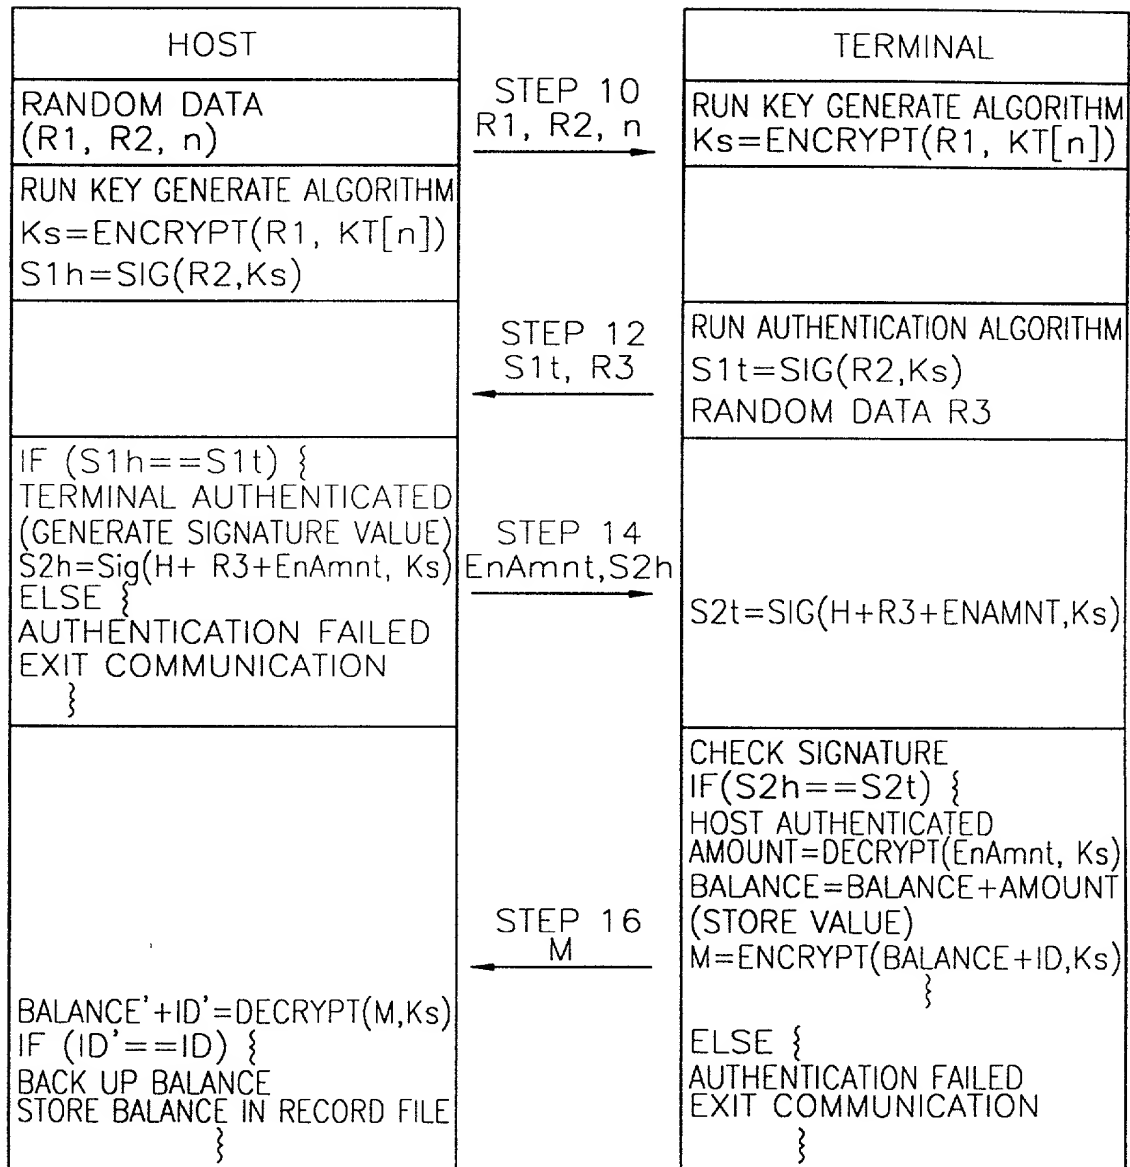 HOST
TERMINAL
RANDOM DATA
(R1, R2, n)
STEP 10
R1, R2, n
RUN KEY GENERATE ALGORITHM
Ks=ENCRYPT(R1, KT[n])
RUN KEY GENERATE ALGORITHM
Ks=ENCRYPT(R1, KT[n])
S1h=SIG(R2,Ks)
STEP 12
S1t, R3
RUN AUTHENTICATION ALGORITHM
S1t=SIG(R2,Ks)
RANDOM DATA R3
IF (S1h==S1t) {
TERMINAL AUTHENTICATED
(GENERATE SIGNATURE VALUE)
S2h=Sig(H+ R3+EnAmnt, Ks)
ELSE {
AUTHENTICATION FAILED
EXIT COMMUNICATION
}
STEP 14
EnAmnt,S2h
S2t=SIG(H+R3+ENAMNT,Ks)
CHECK SIGNATURE
IF(S2h==S2t) {
HOST AUTHENTICATED
AMOUNT=DECRYPT(EnAmnt, Ks)
BALANCE=BALANCE+AMOUNT
(STORE VALUE)
M=ENCRYPT(BALANCE+ID,Ks)
}
STEP 16
M
BALANCE'+ID'=DECRYPT(M,Ks)
IF (ID'==ID) {
BACK UP BALANCE
STORE BALANCE IN RECORD FILE
}
ELSE {
AUTHENTICATION FAILED
EXIT COMMUNICATION
}